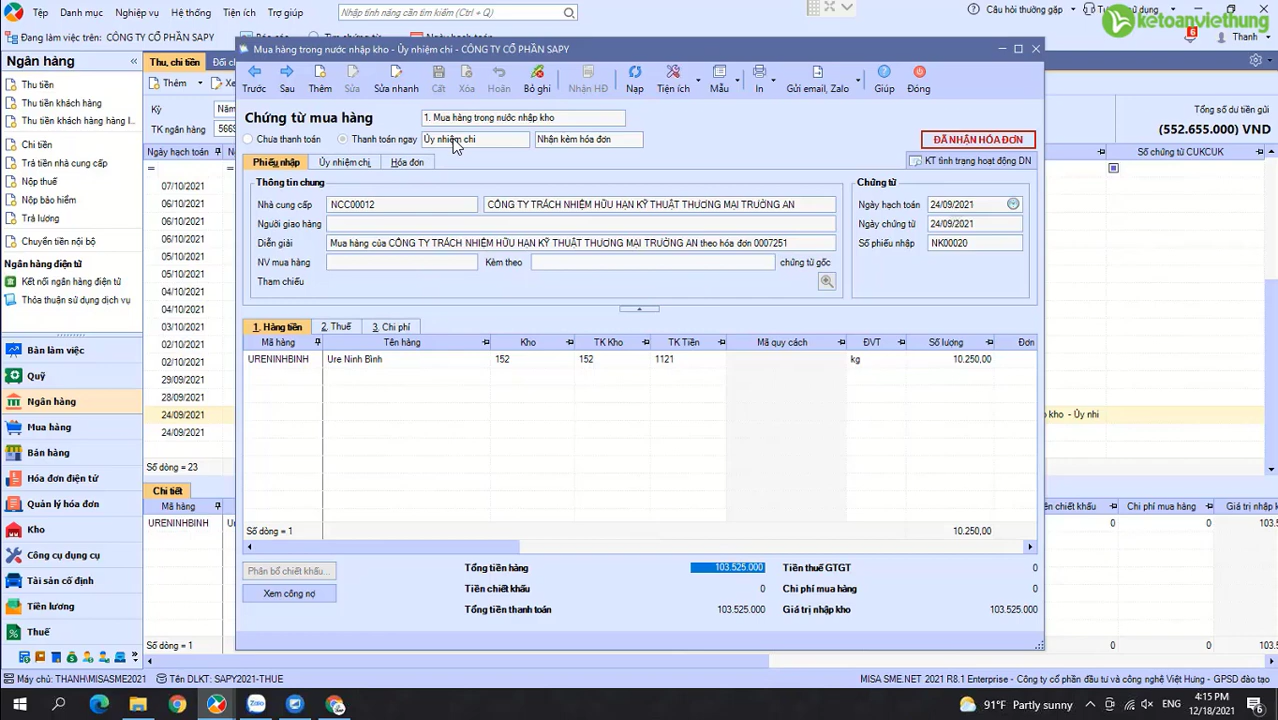 Tệp Danh mục Nghiệp vụ Hệ thống Tiện ích Trợ giúp
Nhập chức năng cần tìm kiếm (Ctrl + Q)
Câu hỏi thường gặp
ketoanviethung
Đang làm việc trên: CÔNG TY CỔ PHẦN SAPY
6
Thanh
Ngân hàng
Thu tiền
Thu tiền khách hàng
Thu tiền khách hàng hàng l
Chi tiền
Trả tiền nhà cung cấp
Nộp thuế
Nộp bảo hiểm
Trả lương
Chuyển tiền nội bộ
Ngân hàng điện tử
Kết nối ngân hàng điện tử
Thỏa thuận sử dụng dịch vụ
Bàn làm việc
Quỹ
Ngân hàng
Mua hàng
Bán hàng
Hóa đơn điện tử
Quản lý hóa đơn
Kho
Công cụ dụng cụ
Tài sản cố định
Tiền lương
Thuế
Thu, chi tiền
Thêm
Kỳ
TK ngân hàng
Ngày hạch toán
07/10/2021
06/10/2021
06/10/2021
06/10/2021
05/10/2021
05/10/2021
04/10/2021
04/10/2021
03/10/2021
02/10/2021
02/10/2021
29/09/2021
28/09/2021
24/09/2021
24/09/2021
Số dòng = 23
Chi tiết
Mã hàng
URENINHBINH
Số dòng = 1
Mua hàng trong nước nhập kho - Ủy nhiệm chi - CÔNG TY CỔ PHẦN SAPY
Trước Sau Thêm Sửa Sửa nhanh Cất Xóa Hoãn Bỏ ghi Nhận HĐ Nạp Tiện ích Mẫu In Gửi email, Zalo Giúp Đóng
Chứng từ mua hàng
1. Mua hàng trong nước nhập kho
Chưa thanh toán Thanh toán ngay Ủy nhiệm chi Nhận kèm hóa đơn
ĐÃ NHẬN HÓA ĐƠN
Phiếu nhập Ủy nhiệm chi Hóa đơn
KT tình trạng hoạt động DN
Thông tin chung
Nhà cung cấp NCC00012 CÔNG TY TRÁCH NHIỆM HỮU HẠN KỸ THUẬT THƯƠNG MẠI TRƯỜNG AN
Người giao hàng
Diễn giải Mua hàng của CÔNG TY TRÁCH NHIỆM HỮU HẠN KỸ THUẬT THƯƠNG MẠI TRƯỜNG AN theo hóa đơn 0007251
NV mua hàng Kèm theo chứng từ gốc
Tham chiếu
Chứng từ
Ngày hạch toán 24/09/2021
Ngày chứng từ 24/09/2021
Số phiếu nhập NK00020
1. Hàng tiền 2. Thuế 3. Chi phí
Mã hàng Tên hàng Kho TK Kho TK Tiền Mã quy cách ĐVT Số lượng Đơn
URENINHBINH Ure Ninh Bình 152 152 1121 kg 10.250,00
Số dòng = 1 10.250,00
Phân bổ chiết khấu...
Xem công nợ
Tổng tiền hàng 103.525.000 Tiền thuế GTGT 0
Tiền chiết khấu 0 Chi phí mua hàng 0
Tổng tiền thanh toán 103.525.000 Giá trị nhập kho 103.525.000
Tổng số dư tiền gửi
(552.655.000) VND
Số chứng từ CUKCUK
kho - Ủy nhi
Chi phí mua hàng Giá trị nhập k
0 0 103.5
0 0 103.5
Máy chủ: THANH\MISASME2021 Tên DLKT: SAPY2021-THUE
MISA SME.NET 2021 R8.1 Enterprise - Công ty cổ phần đầu tư và công nghệ Việt Hưng - GPSD đào tạo
91°F Partly sunny
ENG
4:15 PM
12/18/2021
6